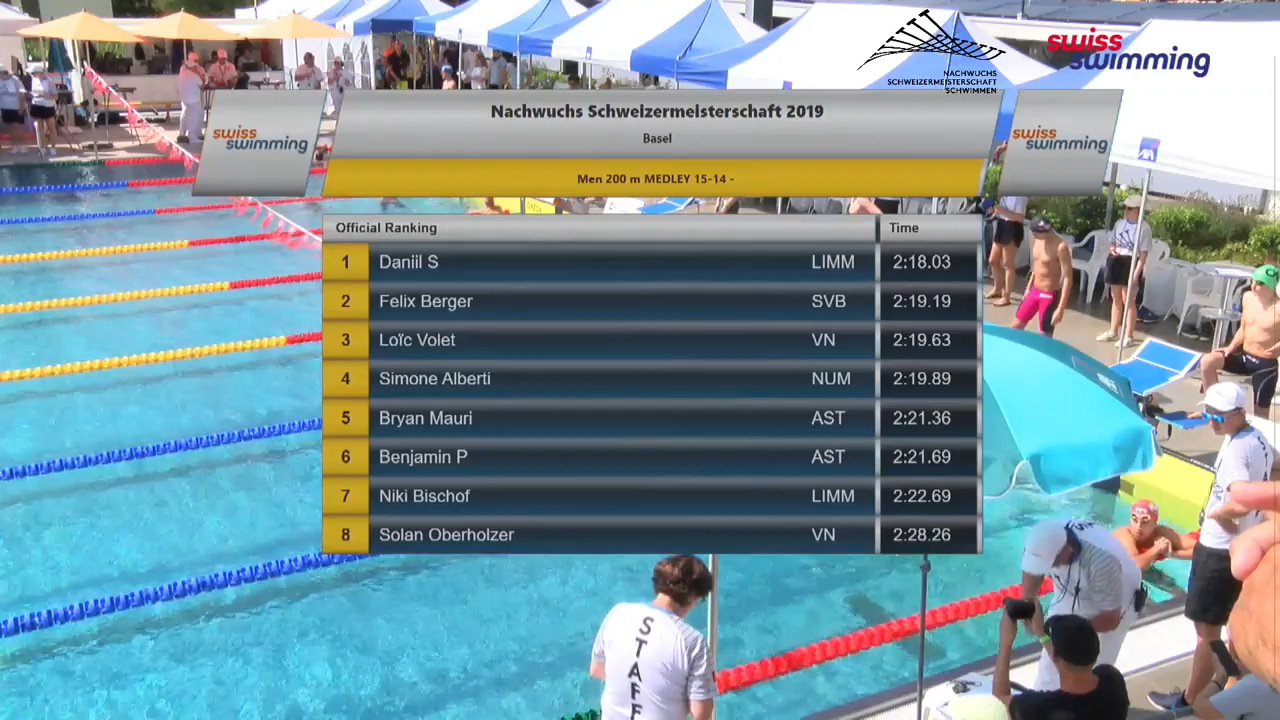 swiss
swimming
NACHWUCHS
SCHWEIZERMEISTERSCHAFT
SCHWIMMEN
swiss
swimming
Nachwuchs Schweizermeisterschaft 2019
Basel
Men 200 m MEDLEY 15-14 -
swiss
swimming
AXA
Official Ranking Time
1 Daniil S LIMM 2:18.03
2 Felix Berger SVB 2:19.19
3 Loïc Volet VN 2:19.63
4 Simone Alberti NUM 2:19.89
5 Bryan Mauri AST 2:21.36
6 Benjamin P AST 2:21.69
7 Niki Bischof LIMM 2:22.69
8 Solan Oberholzer VN 2:28.26
STAFF